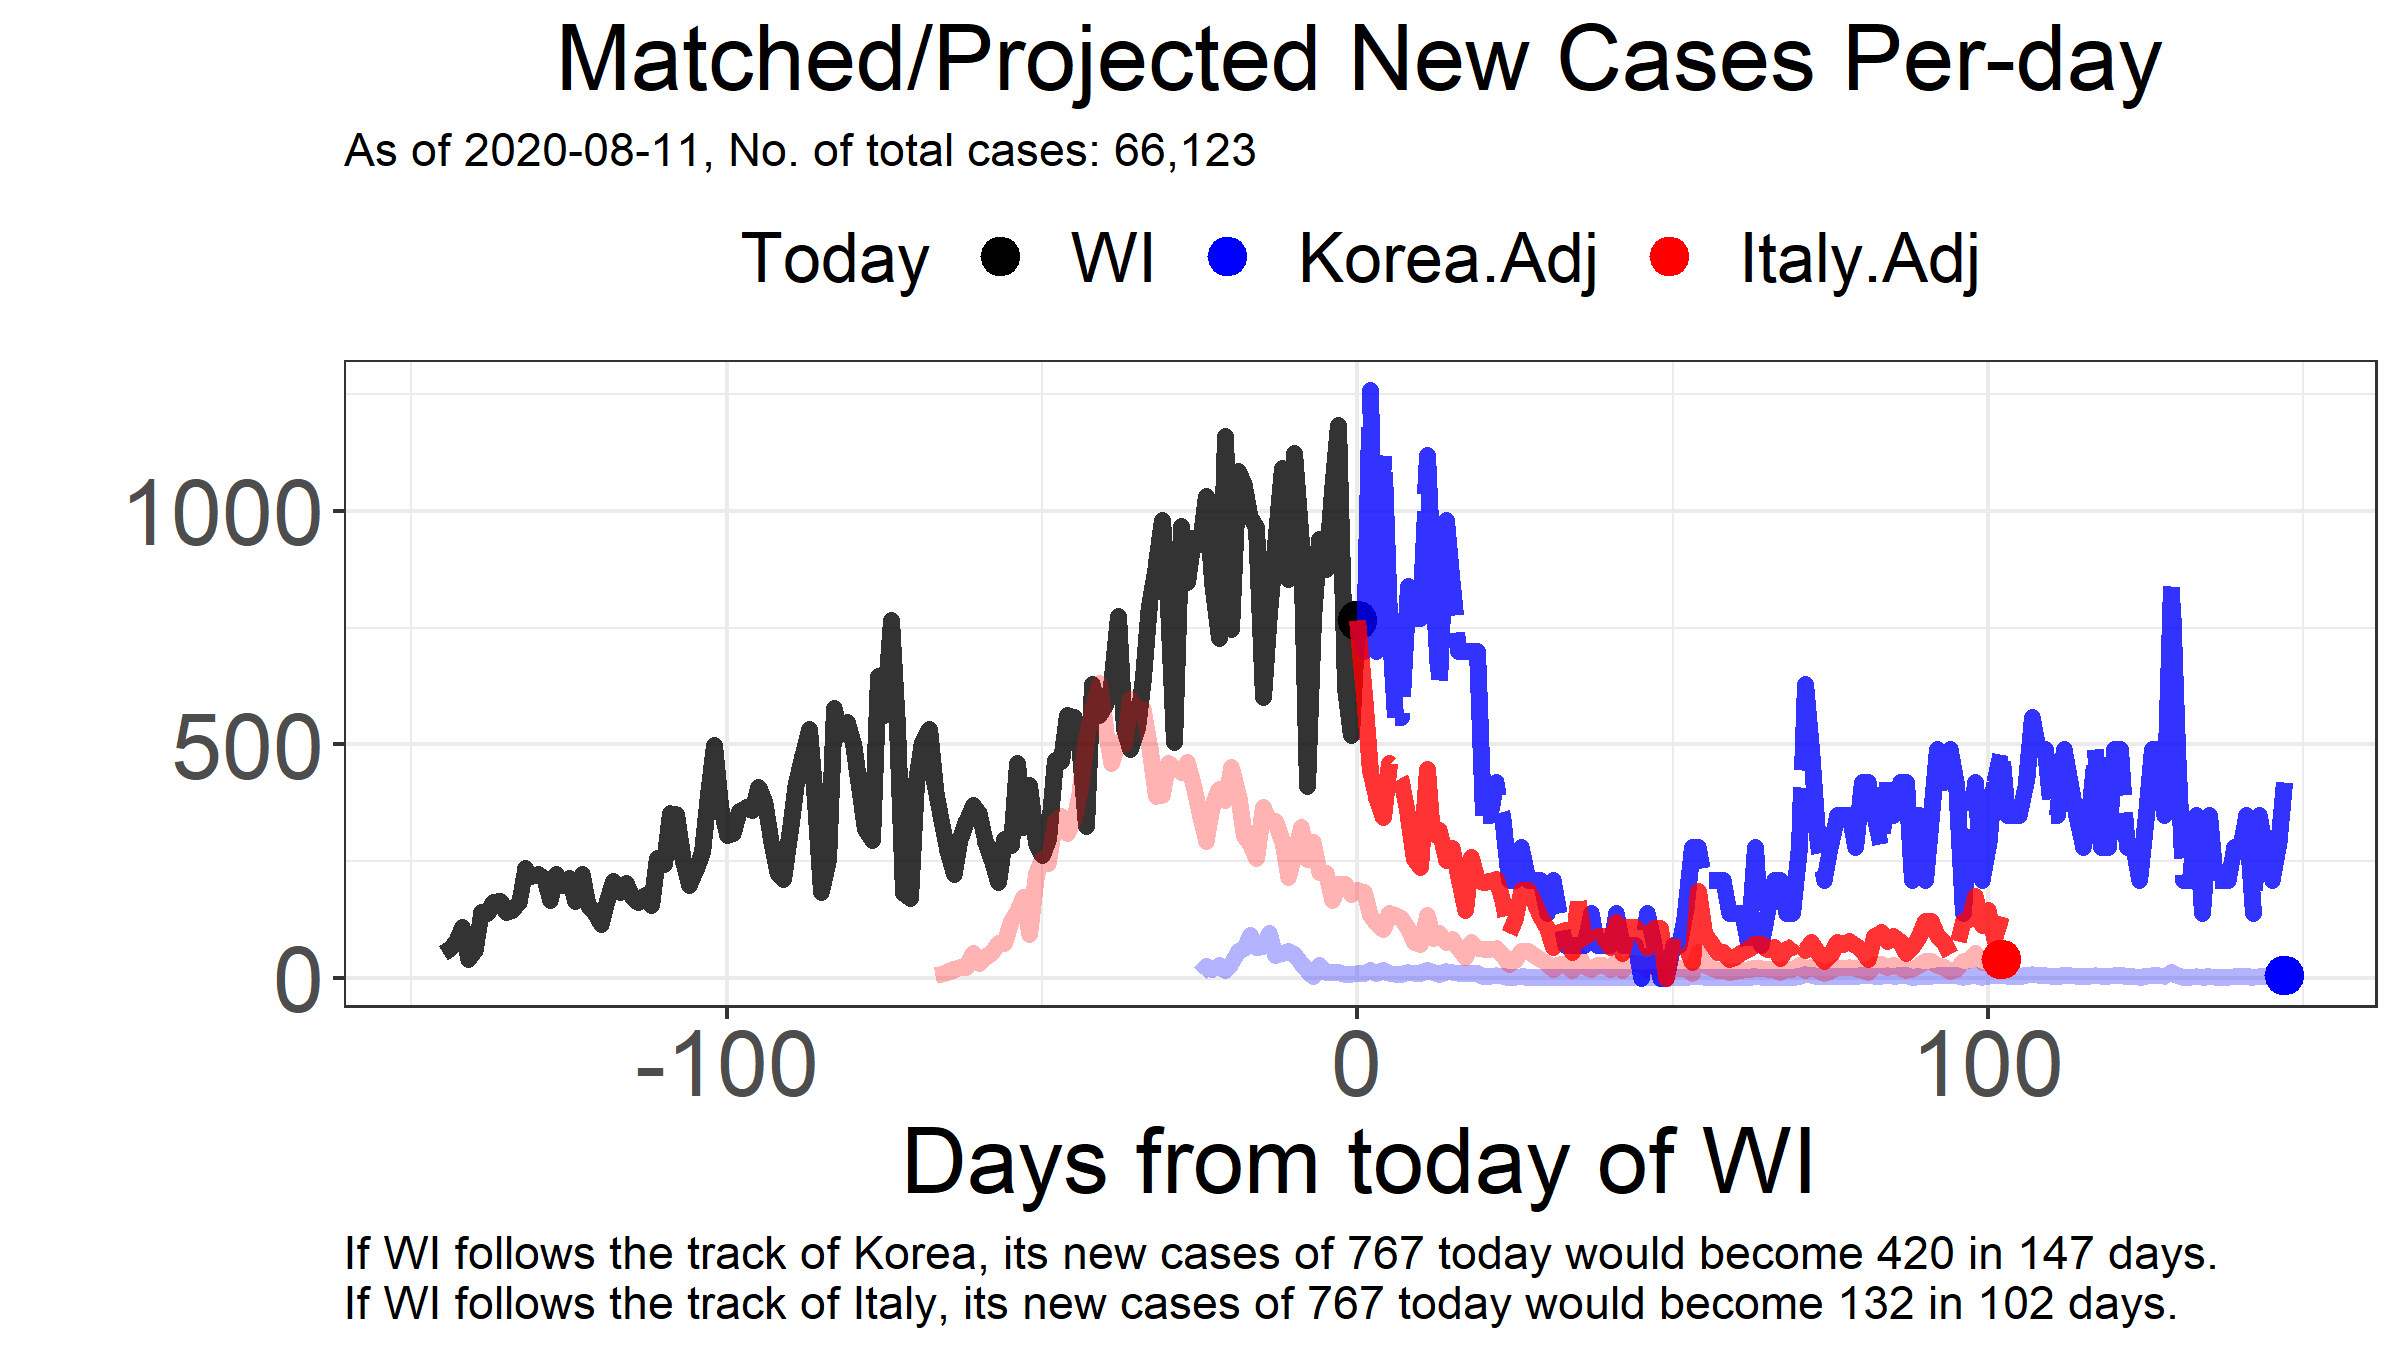 Matched/Projected New Cases Per-day
As of 2020-08-11, No. of total cases: 66,123
Today WI Korea.Adj Italy.Adj
1000
500
0
-100 0 100
Days from today of WI
If WI follows the track of Korea, its new cases of 767 today would become 420 in 147 days.
If WI follows the track of Italy, its new cases of 767 today would become 132 in 102 days.